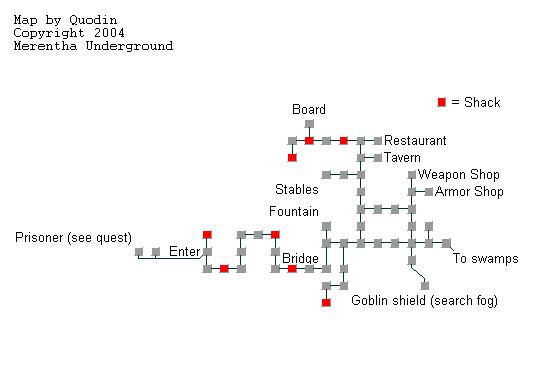 Map by Quodin
Copyright 2004
Merentha Underground
= Shack
Board
Restaurant
Tavern
Weapon Shop
Stables
Armor Shop
Fountain
Prisoner (see quest)
Enter
Bridge
To swamps
Goblin shield (search fog)